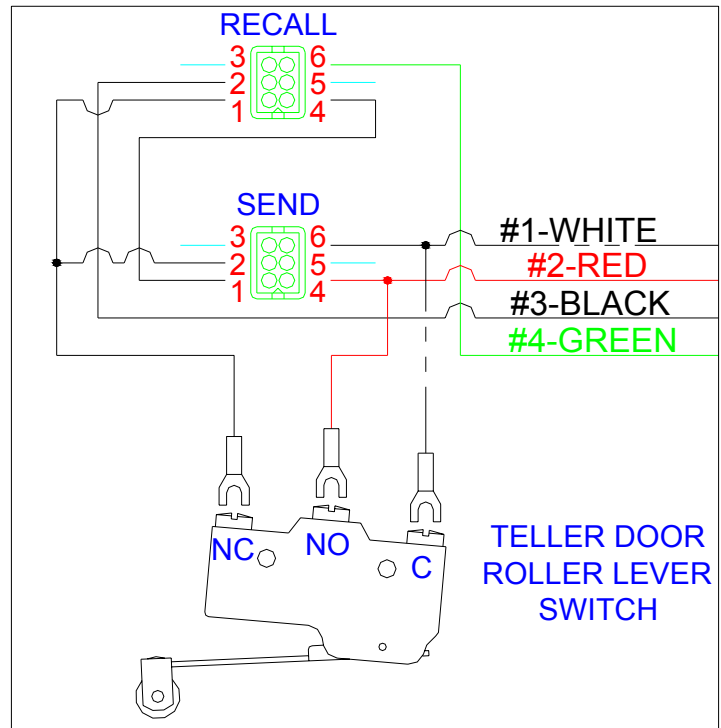 RECALL
3 6
2 5
1 4
SEND
3 6
2 5
1 4
#1-WHITE
#2-RED
#3-BLACK
#4-GREEN
NC NO C
TELLER DOOR
ROLLER LEVER
SWITCH